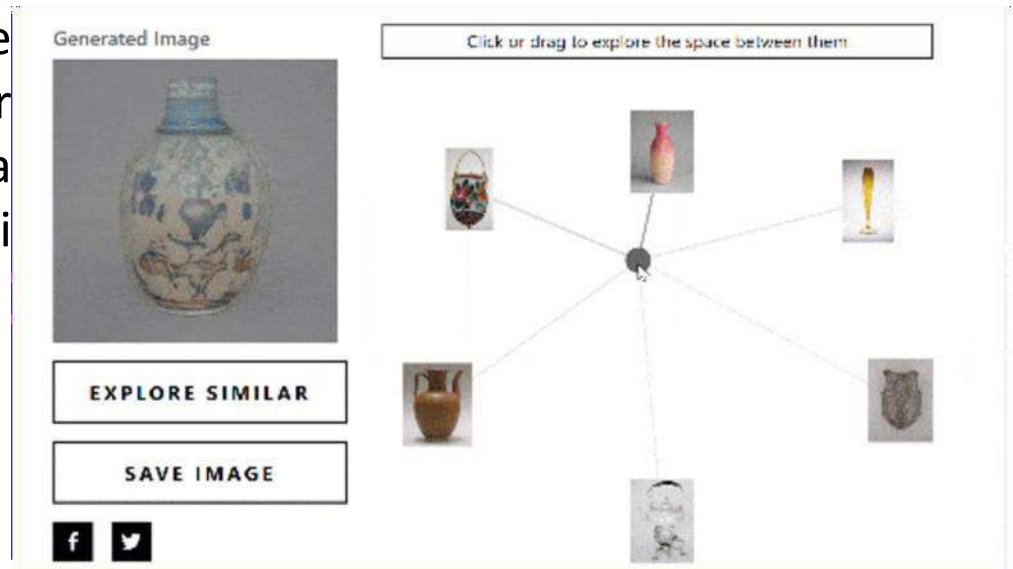 Generated Image
Click or drag to explore the space between them
EXPLORE SIMILAR
SAVE IMAGE
f
e
r
a
i